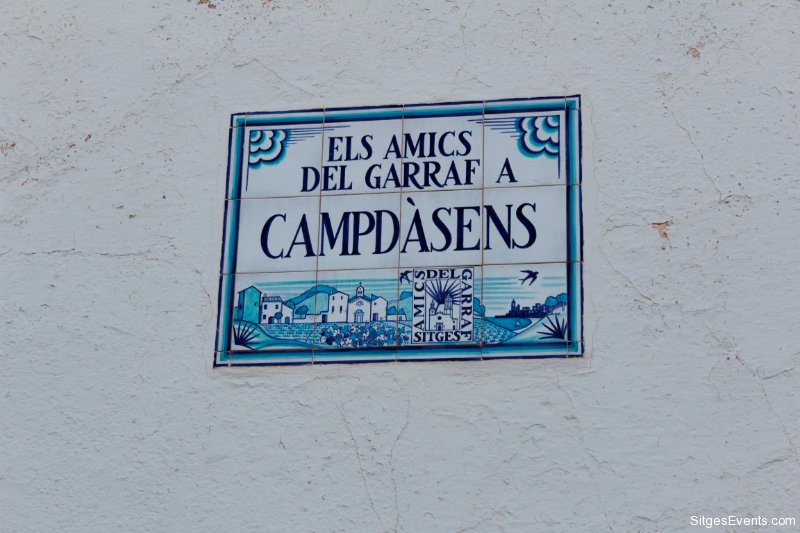 ELS AMICS
DEL GARRAF A
CAMPDÀSENS
AMICS DEL GARRAF
SITGES
SitgesEvents.com